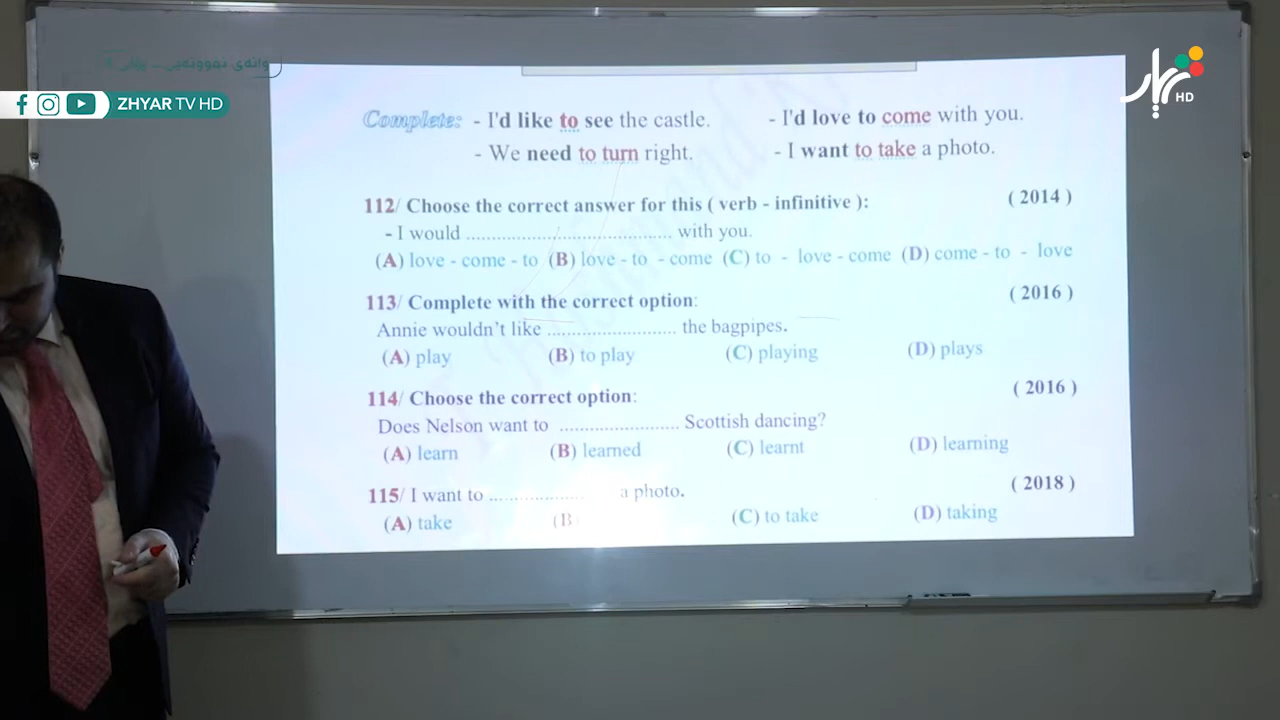 وانەی نموونەیی - پۆلی ٩
ZHYAR TV HD
HD
Complete: - I'd like to see the castle. - I'd love to come with you.
- We need to turn right. - I want to take a photo.
112/ Choose the correct answer for this ( verb - infinitive ): ( 2014 )
- I would ........................................ with you.
(A) love - come - to (B) love - to - come (C) to - love - come (D) come - to - love
113/ Complete with the correct option: ( 2016 )
Annie wouldn't like ......................... the bagpipes.
(A) play (B) to play (C) playing (D) plays
114/ Choose the correct option: ( 2016 )
Does Nelson want to ....................... Scottish dancing?
(A) learn (B) learned (C) learnt (D) learning
115/ I want to .................. a photo. ( 2018 )
(A) take (B) (C) to take (D) taking